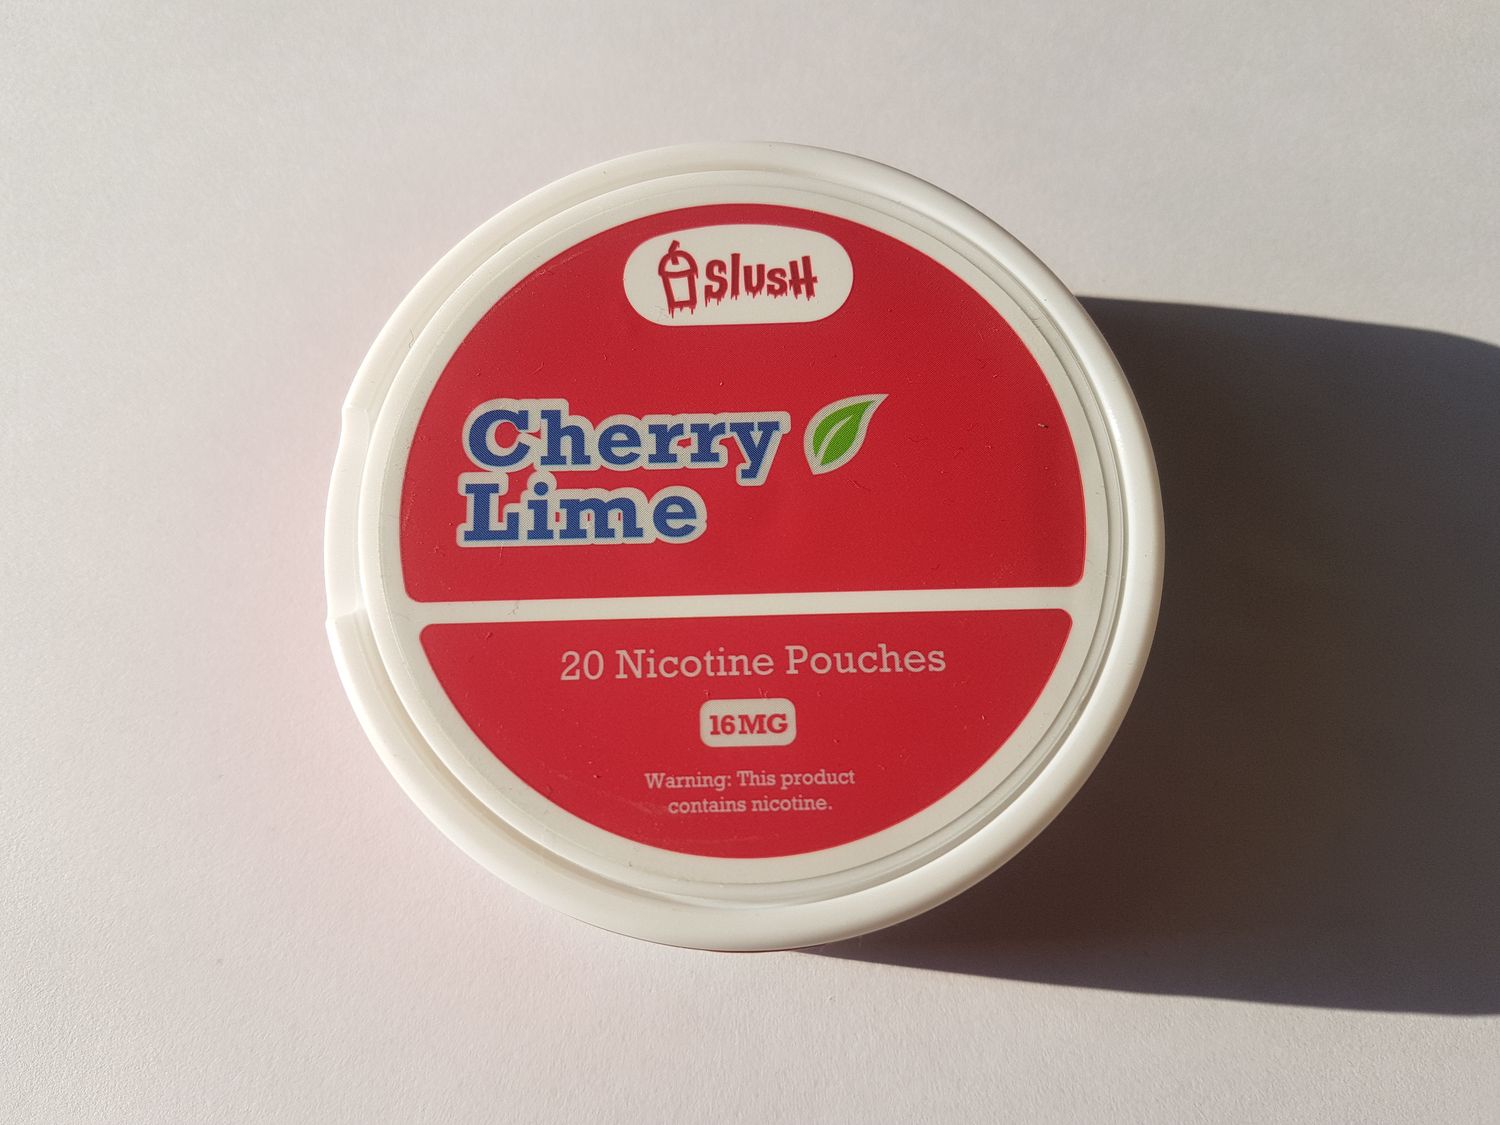 SlusH
Cherry
Lime
20 Nicotine Pouches
16MG
Warning: This product
contains nicotine.